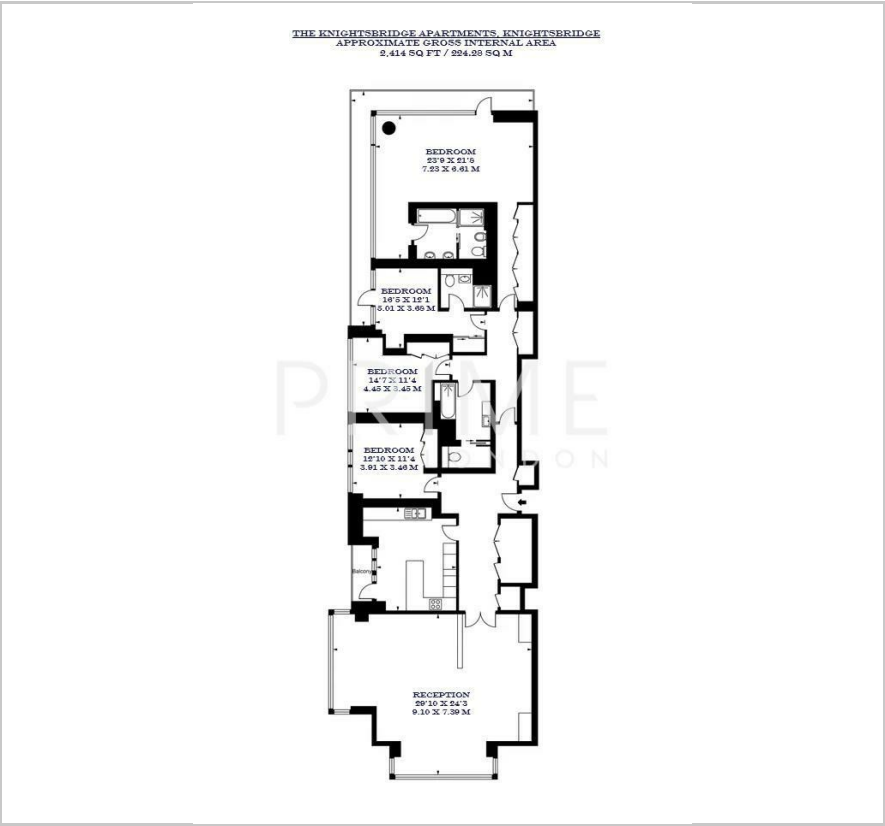 THE KNIGHTSBRIDGE APARTMENTS, KNIGHTSBRIDGE
APPROXIMATE GROSS INTERNAL AREA
2,414 SQ FT / 224.28 SQ M
BEDROOM
23'9 X 21'8
7.23 X 6.61 M
BEDROOM
16'5 X 12'1
5.01 X 3.69 M
BEDROOM
14'7 X 11'4
4.45 X 3.45 M
PRIME
LONDON
BEDROOM
12'10 X 11'4
3.91 X 3.46 M
Balcony
RECEPTION
29'10 X 24'3
9.10 X 7.39 M